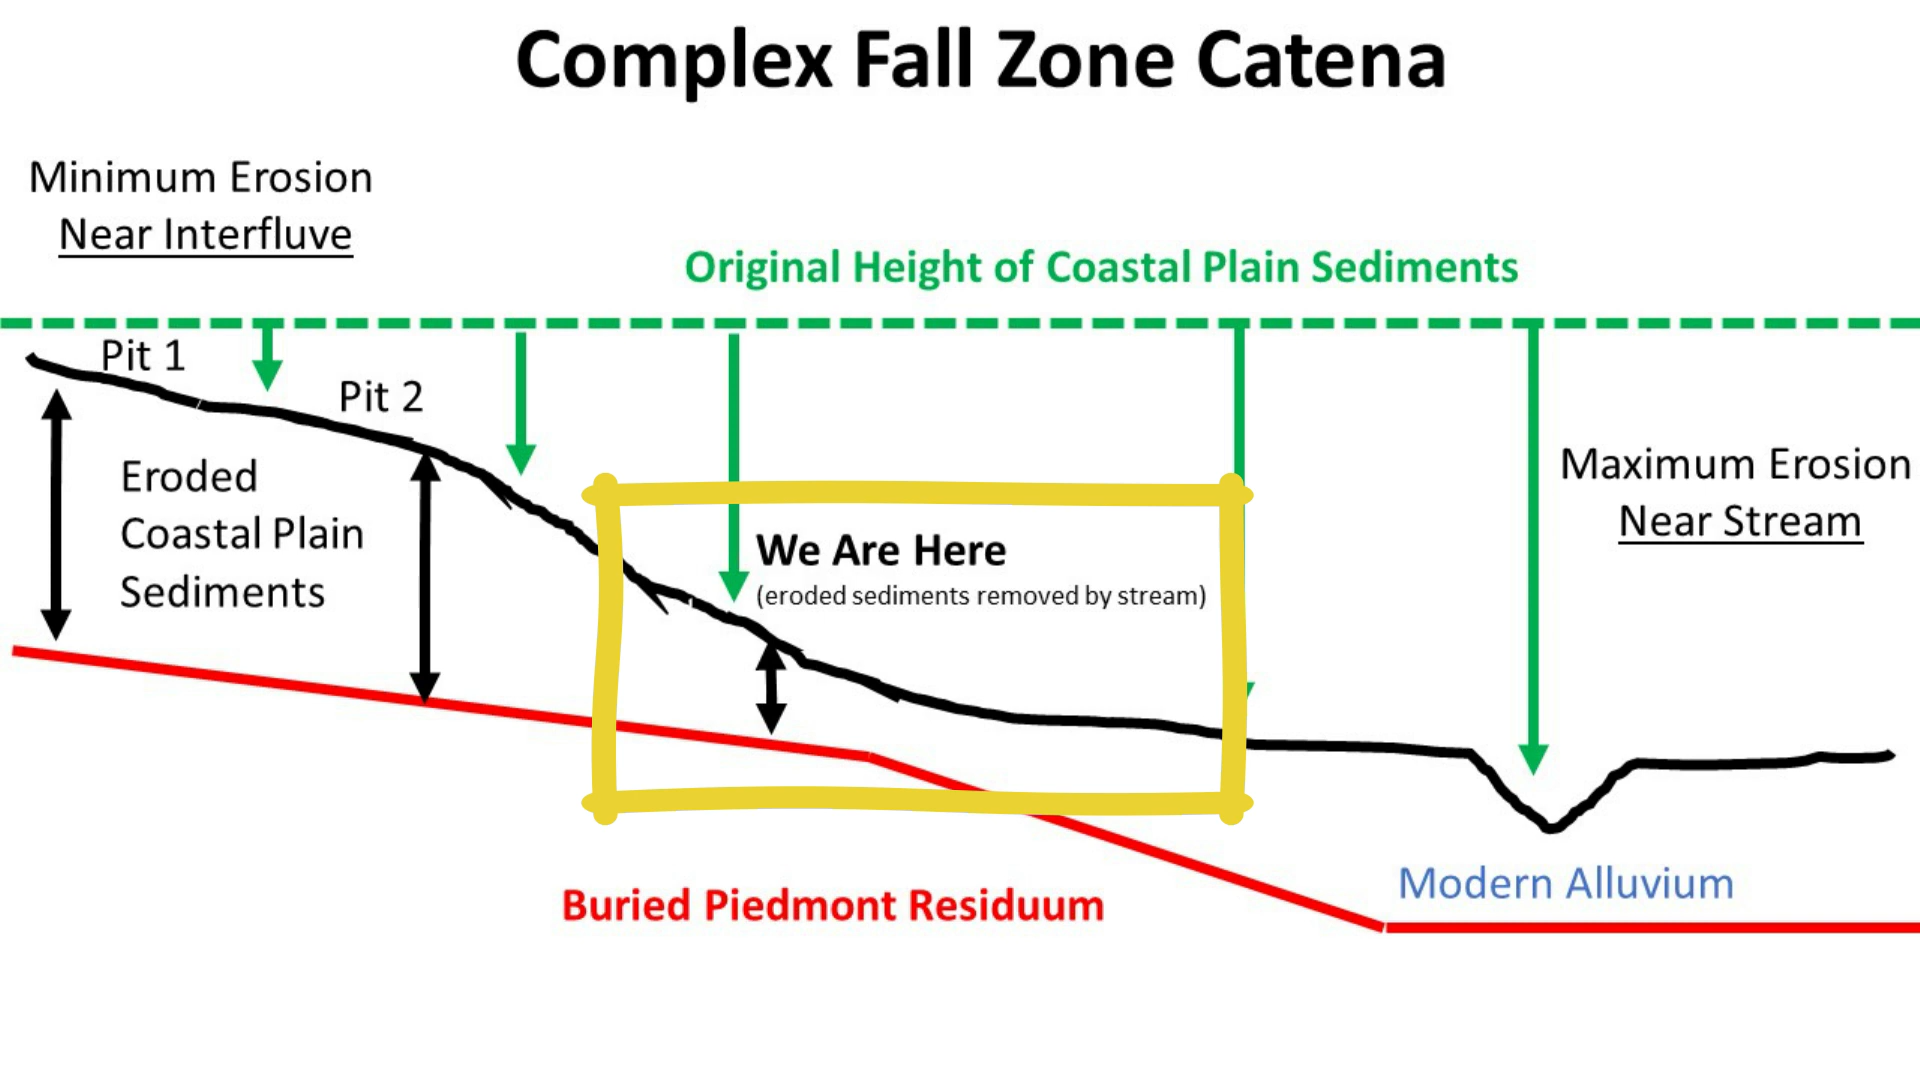 Complex Fall Zone Catena
Minimum Erosion
Near Interfluve
Original Height of Coastal Plain Sediments
Pit 1
Pit 2
Eroded
Coastal Plain
Sediments
We Are Here
(eroded sediments removed by stream)
Maximum Erosion
Near Stream
Modern Alluvium
Buried Piedmont Residuum